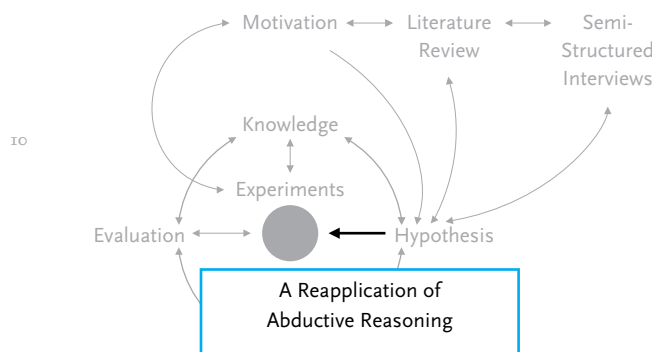 Motivation
Literature
Review
Semi-
Structured
Interviews
Knowledge
10
Experiments
Evaluation
Hypothesis
A Reapplication of
Abductive Reasoning